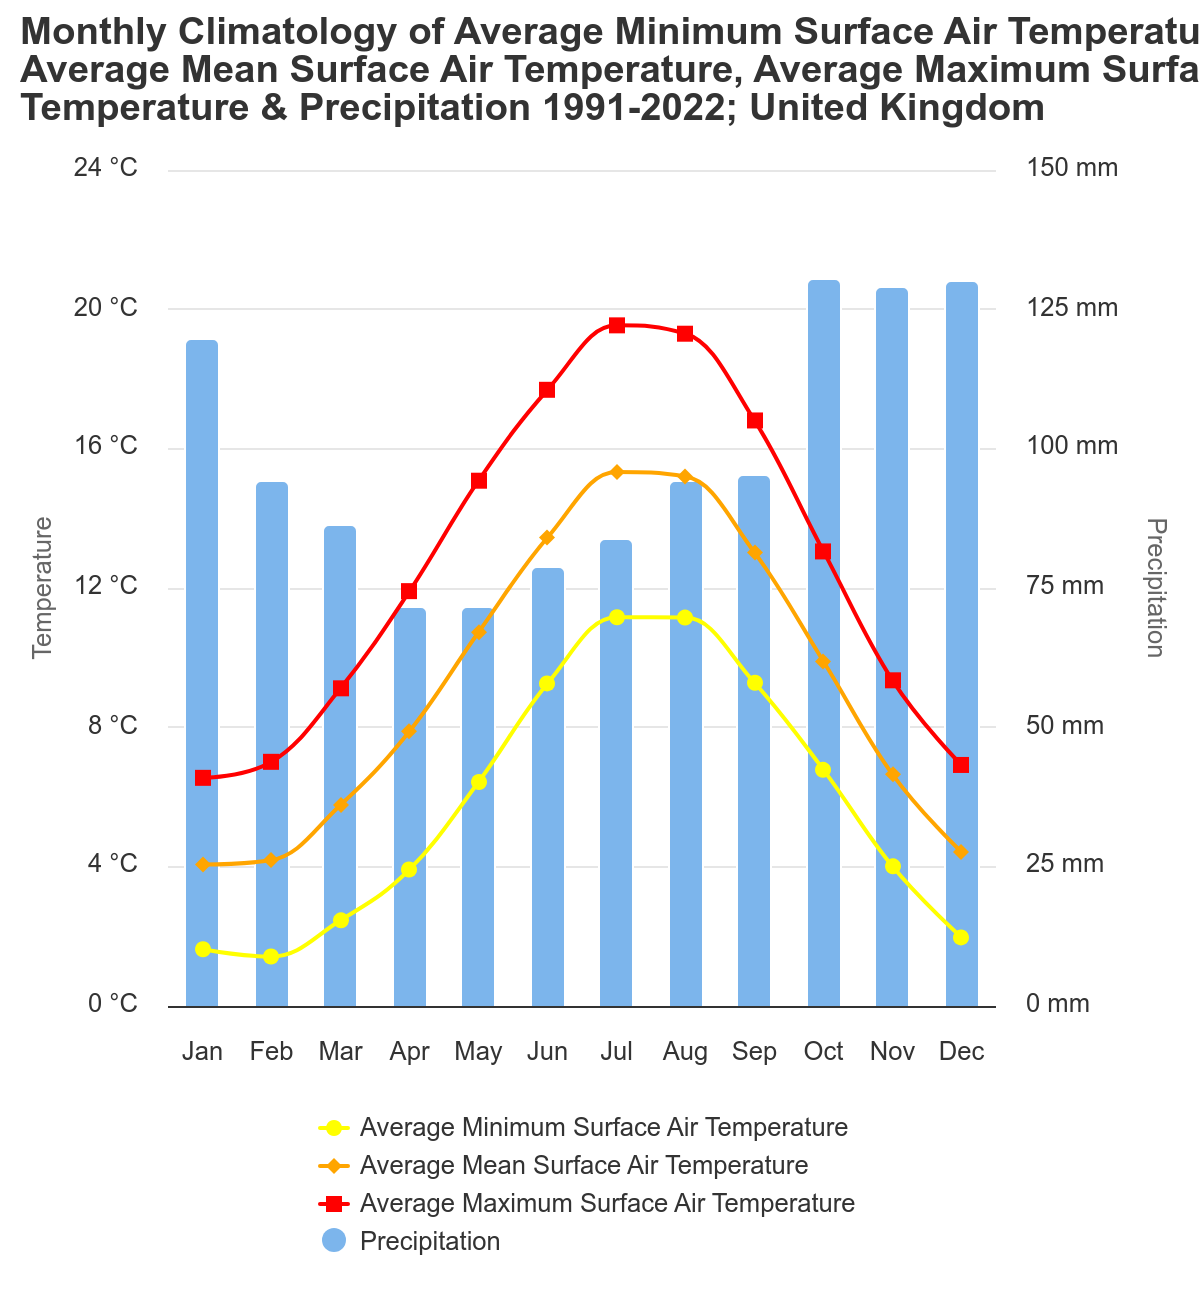 Monthly Climatology of Average Minimum Surface Air Temperatu
Average Mean Surface Air Temperature, Average Maximum Surfa
Temperature & Precipitation 1991-2022; United Kingdom
24 °C
150 mm
20 °C
125 mm
16 °C
100 mm
12 °C
75 mm
8 °C
50 mm
4 °C
25 mm
0 °C
0 mm
Temperature
Precipitation
Jan Feb Mar Apr May Jun Jul Aug Sep Oct Nov Dec
Average Minimum Surface Air Temperature
Average Mean Surface Air Temperature
Average Maximum Surface Air Temperature
Precipitation